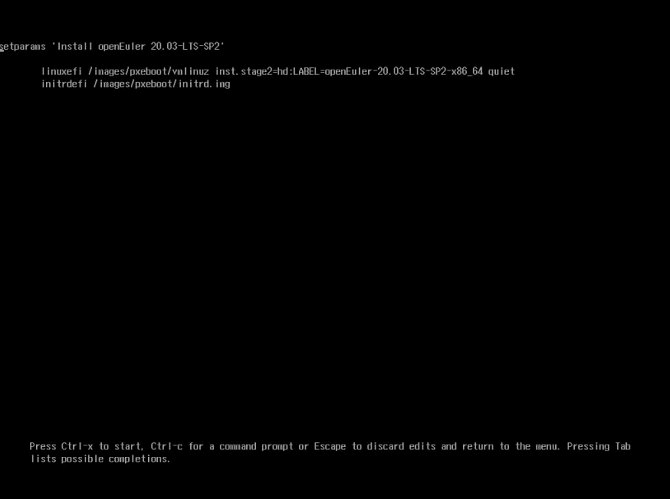 setparams 'Install openEuler 20.03-LTS-SP2'
linuxefi /images/pxeboot/vmlinuz inst.stage2=hd:LABEL=openEuler-20.03-LTS-SP2-x86_64 quiet
initrdefi /images/pxeboot/initrd.img
Press Ctrl-x to start, Ctrl-c for a command prompt or Escape to discard edits and return to the menu. Pressing Tab
lists possible completions.